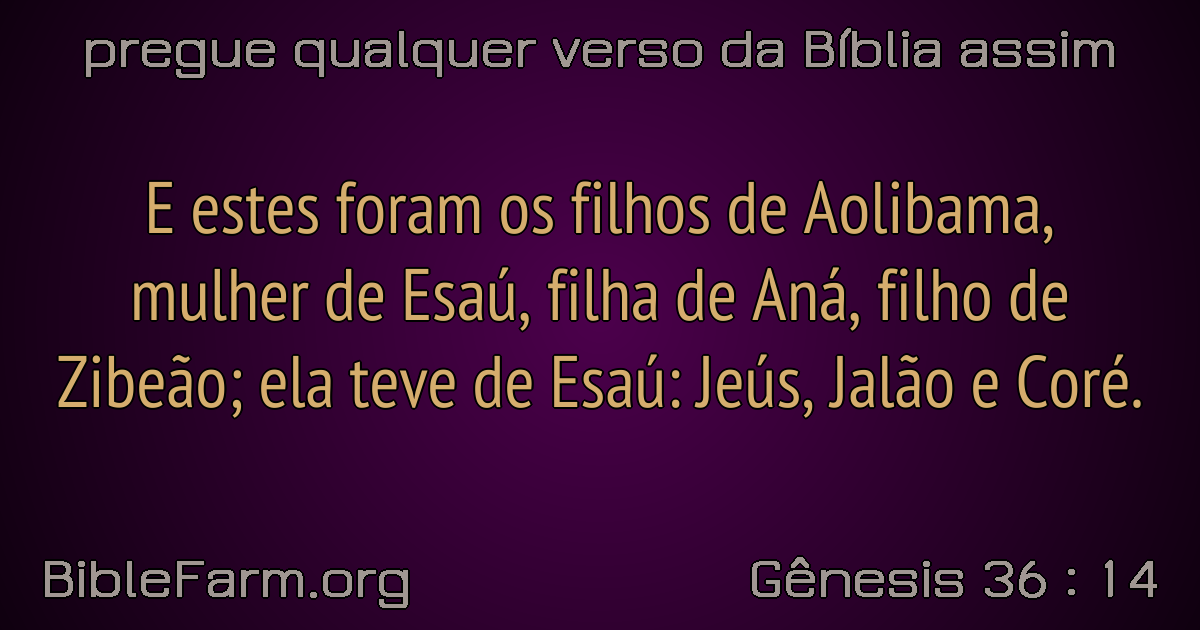 pregue qualquer verso da Bíblia assim
E estes foram os filhos de Aolibama,
mulher de Esaú, filha de Aná, filho de
Zibeão; ela teve de Esaú: Jeús, Jalão e Coré.
BibleFarm.org
Gênesis 36 : 14